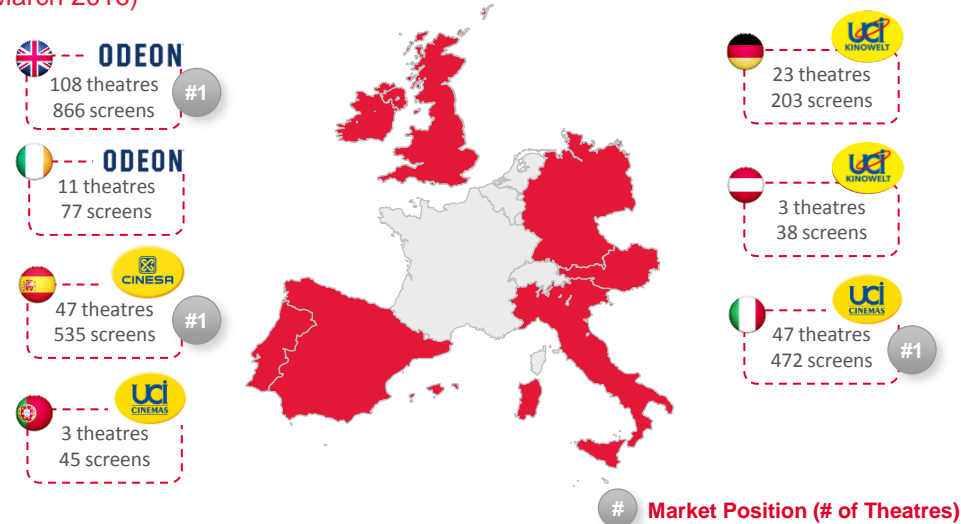 March 2016)
ODEON
108 theatres
866 screens
#1
ODEON
11 theatres
77 screens
CINESA
47 theatres
535 screens
#1
UCI
CINEMAS
3 theatres
45 screens
UCI
KINOWELT
23 theatres
203 screens
UCI
KINOWELT
3 theatres
38 screens
UCI
CINEMAS
47 theatres
472 screens
#1
# Market Position (# of Theatres)